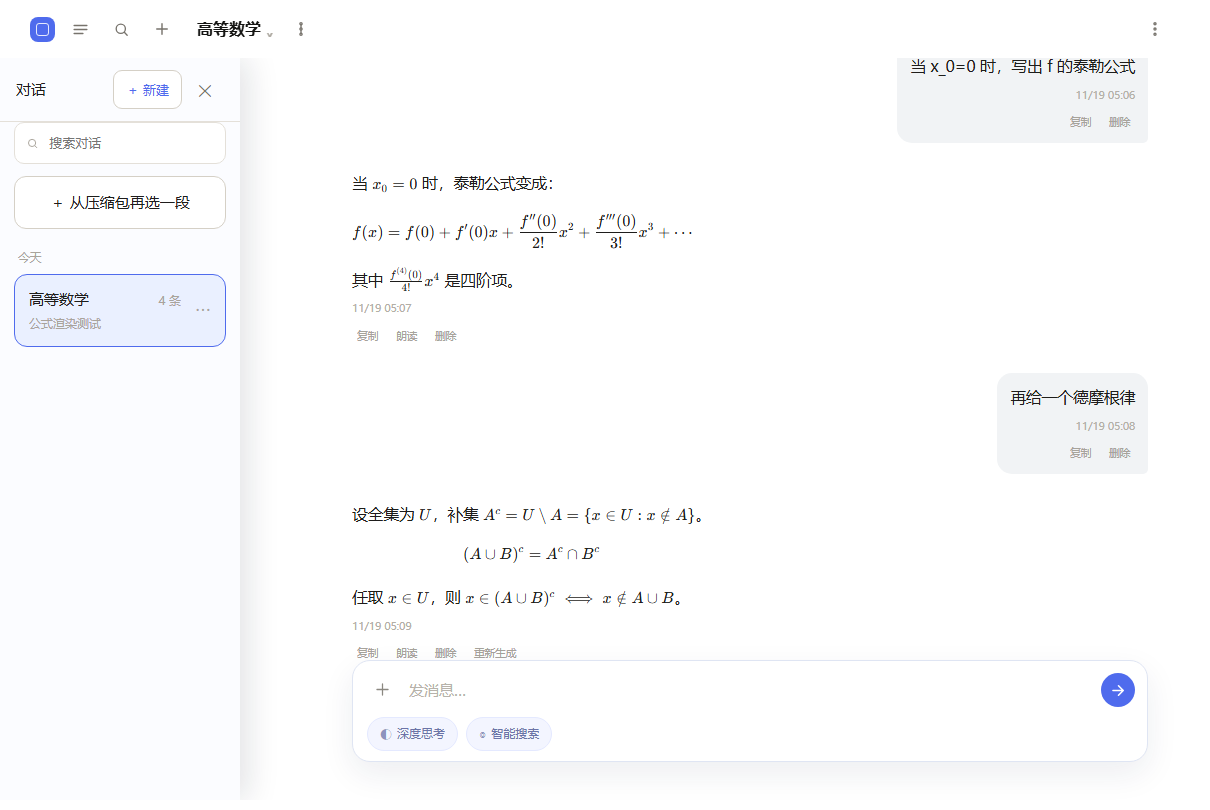 高等数学
对话
+ 新建
搜索对话
+ 从压缩包再选一段
今天
高等数学 4 条
公式渲染测试
当 x_0=0 时，写出 f 的泰勒公式
11/19 05:06
复制 删除
当 x₀ = 0 时，泰勒公式变成：
f(x) = f(0) + f′(0)x + f″(0)/2! x² + f‴(0)/3! x³ + ⋯
其中 f⁽⁴⁾(0)/4! x⁴ 是四阶项。
11/19 05:07
复制 朗读 删除
再给一个德摩根律
11/19 05:08
复制 删除
设全集为 U，补集 Aᶜ = U \ A = {x ∈ U : x ∉ A}。
(A ∪ B)ᶜ = Aᶜ ∩ Bᶜ
任取 x ∈ U，则 x ∈ (A ∪ B)ᶜ ⟺ x ∉ A ∪ B。
11/19 05:09
复制 朗读 删除 重新生成
发消息...
深度思考 智能搜索